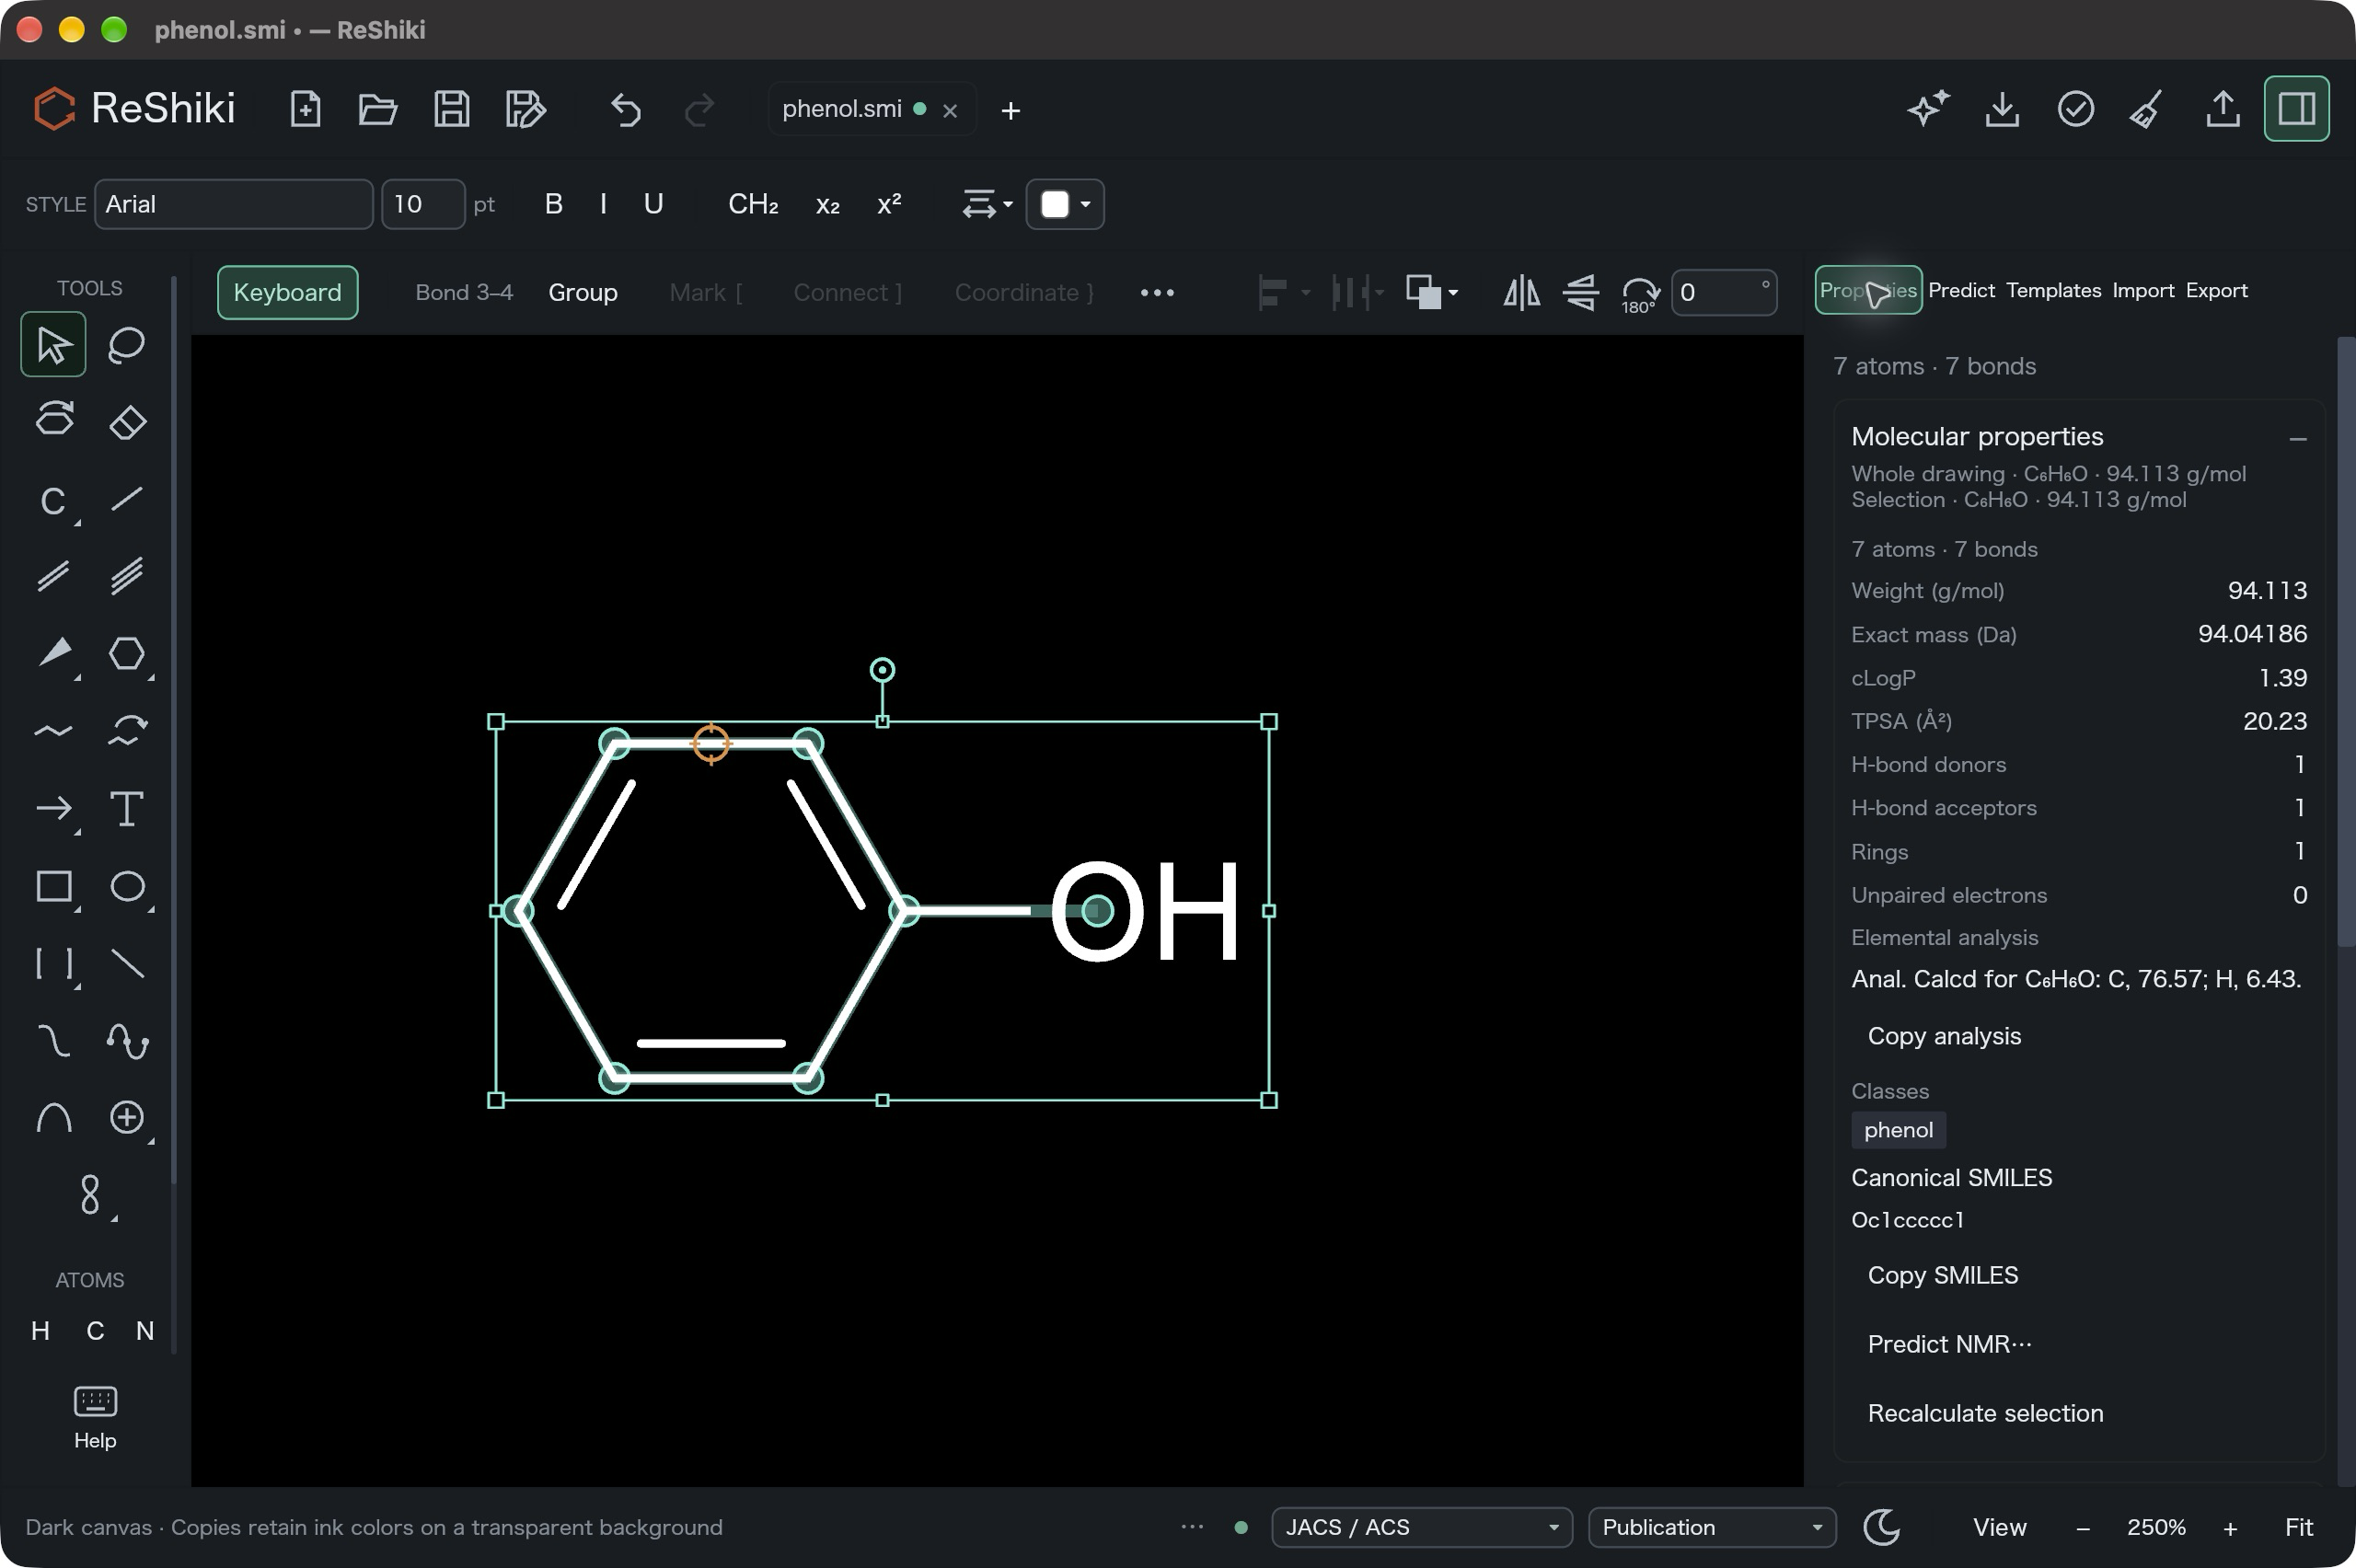 phenol.smi • — ReShiki
ReShiki
phenol.smi
STYLE Arial 10 pt B I U CH₂ x₂ x²
TOOLS
Keyboard Bond 3–4 Group Mark [ Connect ] Coordinate } ••• 180° 0 °
Properties Predict Templates Import Export
7 atoms · 7 bonds
Molecular properties
Whole drawing · C₆H₆O · 94.113 g/mol
Selection · C₆H₆O · 94.113 g/mol
7 atoms · 7 bonds
Weight (g/mol) 94.113
Exact mass (Da) 94.04186
cLogP 1.39
TPSA (Å²) 20.23
H-bond donors 1
H-bond acceptors 1
Rings 1
Unpaired electrons 0
Elemental analysis
Anal. Calcd for C₆H₆O: C, 76.57; H, 6.43.
Copy analysis
Classes
phenol
Canonical SMILES
Oc1ccccc1
Copy SMILES
Predict NMR···
Recalculate selection
C
T
OH
ATOMS
H C N
Help
Dark canvas · Copies retain ink colors on a transparent background
··· JACS / ACS Publication View − 250% + Fit